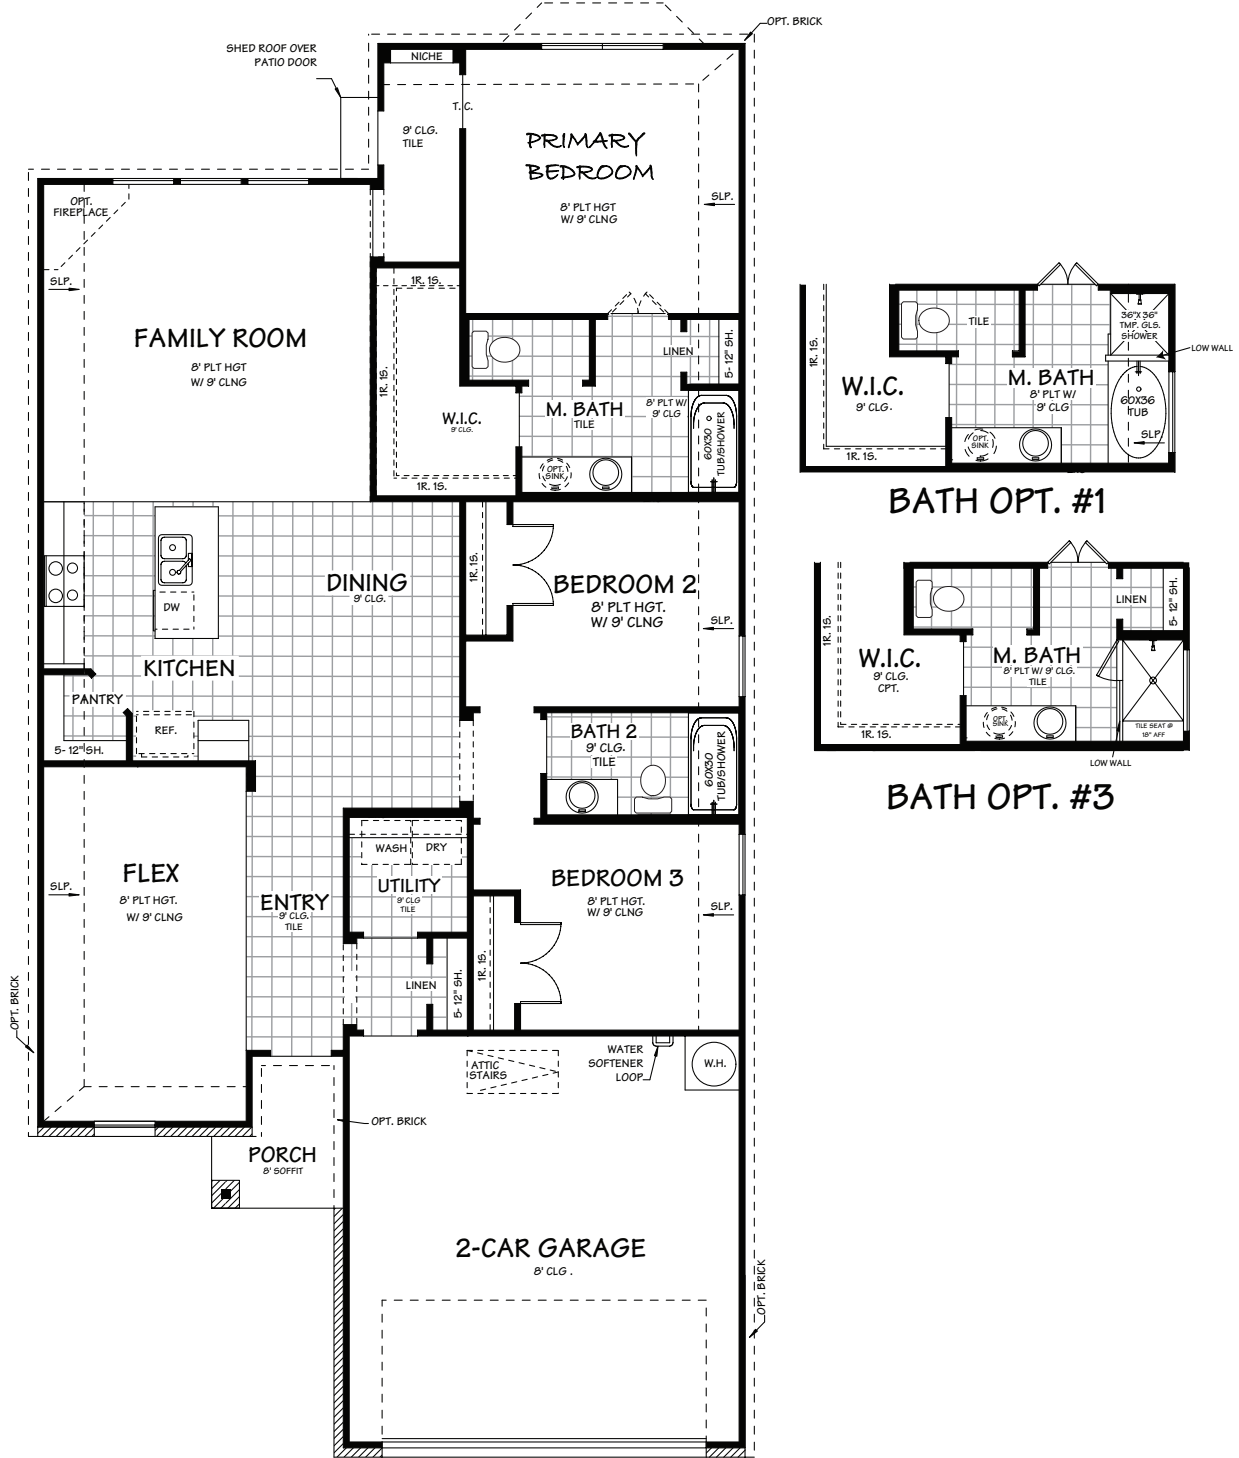 OPT. BRICK
SHED ROOF OVER
PATIO DOOR
NICHE
T.C.
9' CLG.
TILE
PRIMARY
BEDROOM
8' PLT HGT
W/ 9' CLNG
SLP.
OPT.
FIREPLACE
SLP.
FAMILY ROOM
8' PLT HGT
W/ 9' CLNG
1R. 1S.
1R. 1S.
W.I.C.
9' CLG.
1R. 1S.
LINEN
5- 12" SH.
M. BATH
TILE
8' PLT W/
9' CLG
60X30
TUB/SHOWER
OPT.
SINK
DINING
9' CLG.
DW
KITCHEN
PANTRY
5- 12" SH.
REF.
1R. 1S.
BEDROOM 2
8' PLT HGT.
W/ 9' CLNG
SLP.
BATH 2
9' CLG.
TILE
60X30
TUB/SHOWER
WASH
DRY
UTILITY
9' CLG
TILE
FLEX
8' PLT HGT.
W/ 9' CLNG
SLP.
ENTRY
9' CLG.
TILE
BEDROOM 3
8' PLT HGT.
W/ 9' CLNG
SLP.
1R. 1S.
LINEN
5- 12" SH.
OPT. BRICK
ATTIC
STAIRS
WATER
SOFTENER
LOOP
W.H.
OPT. BRICK
PORCH
8' SOFFIT
2-CAR GARAGE
8' CLG .
OPT. BRICK
TILE
36"X 36"
TMP. GLS.
SHOWER
LOW WALL
1R. 1S.
W.I.C.
9' CLG.
M. BATH
8' PLT W/
9' CLG
60X36
TUB
SLP
OPT.
SINK
1R. 1S.
BATH OPT. #1
LINEN
5- 12" SH.
1R. 1S.
W.I.C.
9' CLG.
CPT.
M. BATH
8' PLT W/ 9' CLG.
TILE
OPT.
SINK
TILE SEAT @
18" AFF
1R. 1S.
LOW WALL
BATH OPT. #3